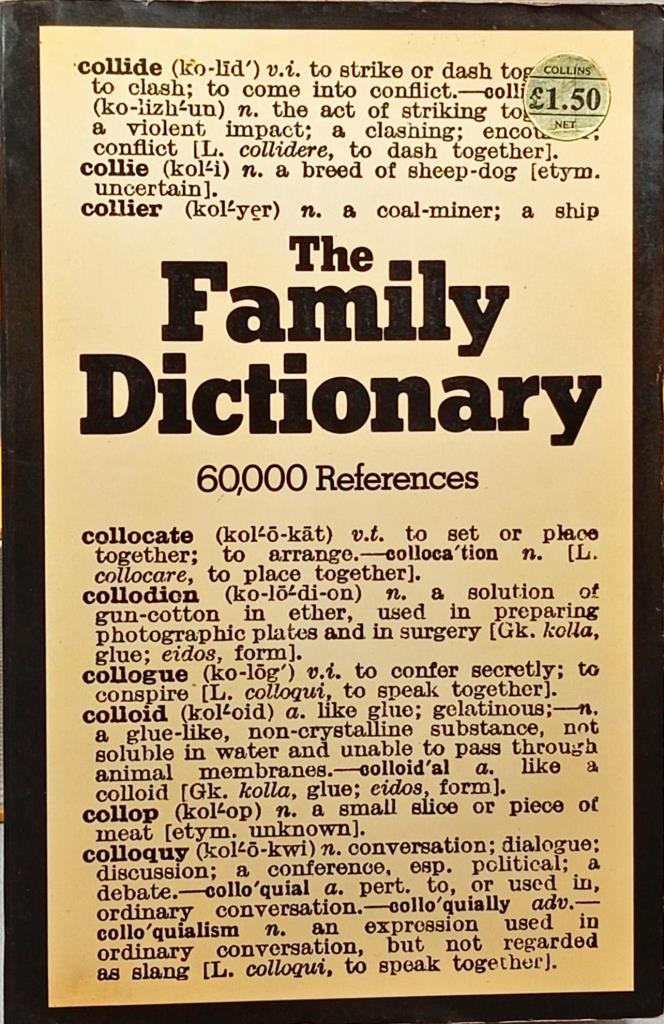 collide (ko-līd′) v.i. to strike or dash tog
to clash; to come into conflict.—colli
(ko-lizh⸍un) n. the act of striking tog
a violent impact; a clashing; encou ;
conflict [L. collidere, to dash together].
collie (kol⸍i) n. a breed of sheep-dog [etym.
uncertain].
collier (kol⸍yer) n. a coal-miner; a ship
COLLINS
£1.50
NET
The
Family
Dictionary
60,000 References
collocate (kol⸍ō-kāt) v.t. to set or place
together; to arrange.—colloca′tion n. [L.
collocare, to place together].
collodion (ko-lō⸍di-on) n. a solution of
gun-cotton in ether, used in preparing
photographic plates and in surgery [Gk. kolla,
glue; eidos, form].
collogue (ko-lōg′) v.i. to confer secretly; to
conspire [L. colloqui, to speak together].
colloid (kol⸍oid) a. like glue; gelatinous;—n.
a glue-like, non-crystalline substance, not
soluble in water and unable to pass through
animal membranes.—colloid′al a. like a
colloid [Gk. kolla, glue; eidos, form].
collop (kol⸍op) n. a small slice or piece of
meat [etym. unknown].
colloquy (kol⸍ō-kwi) n. conversation; dialogue;
discussion; a conference, esp. political; a
debate.—collo′quial a. pert. to, or used in,
ordinary conversation.—collo′quially adv.—
collo′quialism n. an expression used in
ordinary conversation, but not regarded
as slang [L. colloqui, to speak together].